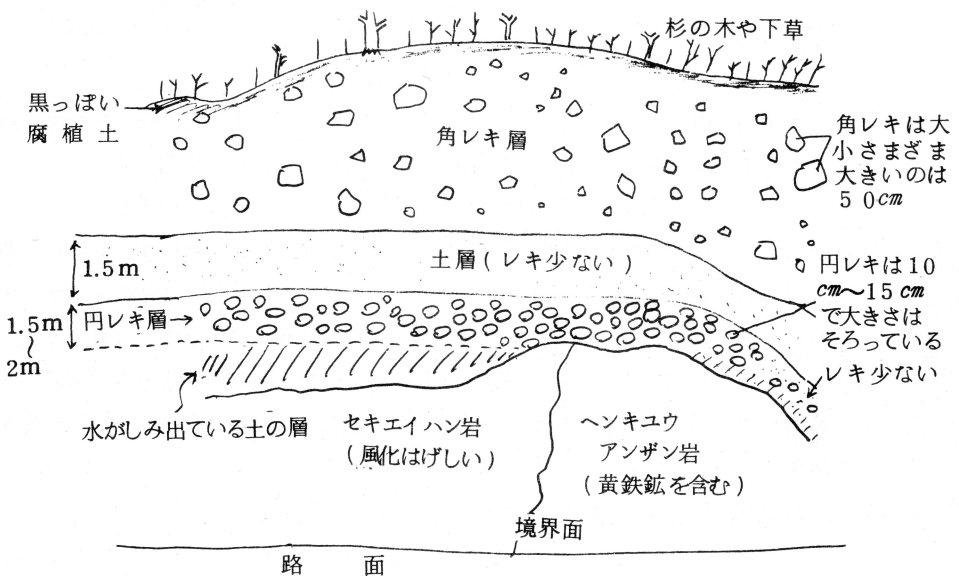 杉の木や下草
黒っぽい
腐植土
角レキ層
角レキは大
小さまざま
大きいのは
50cm
1.5m
土層(レキ少ない)
円レキは10
cm〜15cm
で大きさは
そろっている
レキ少ない
1.5m
〜
2m
円レキ層→
水がしみ出ている土の層
セキエイハン岩
(風化はげしい)
ヘンキユウ
アンザン岩
(黄鉄鉱を含む)
境界面
路面